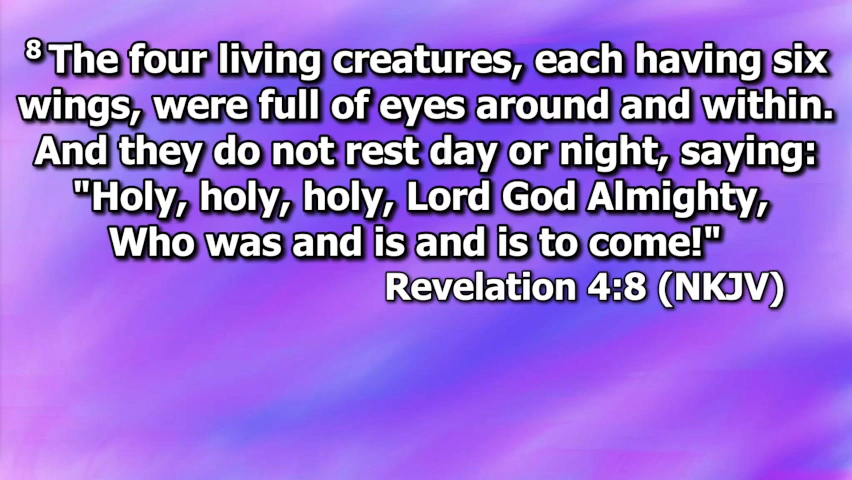 8 The four living creatures, each having six
wings, were full of eyes around and within.
And they do not rest day or night, saying:
"Holy, holy, holy, Lord God Almighty,
Who was and is and is to come!"
Revelation 4:8 (NKJV)